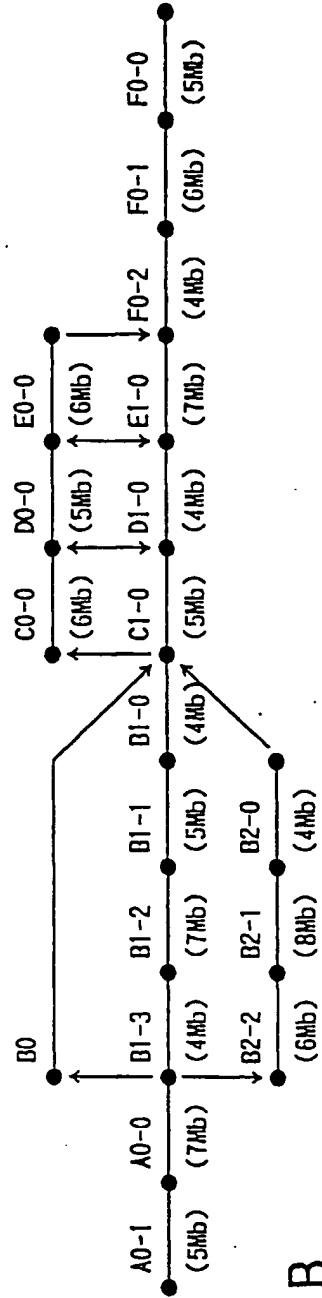 C0-0 D0-0 E0-0
B0 (6Mb) (5Mb) (6Mb)
A0-1 A0-0 B1-3 B1-2 B1-1 B1-0 C1-0 D1-0 E1-0 F0-2 F0-1 F0-0
(5Mb) (7Mb) (4Mb) (7Mb) (5Mb) (4Mb) (5Mb) (4Mb) (7Mb) (4Mb) (6Mb) (5Mb)
B2-2 B2-1 B2-0
(6Mb) (8Mb) (4Mb)
B